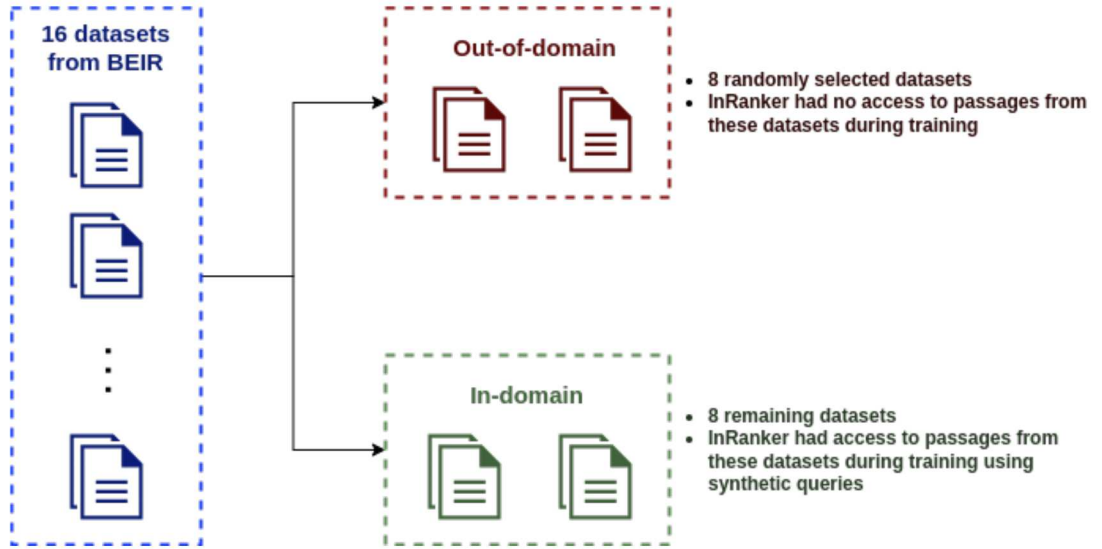 16 datasets
from BEIR
Out-of-domain
• 8 randomly selected datasets
• InRanker had no access to passages from
these datasets during training
In-domain
• 8 remaining datasets
• InRanker had access to passages from
these datasets during training using
synthetic queries